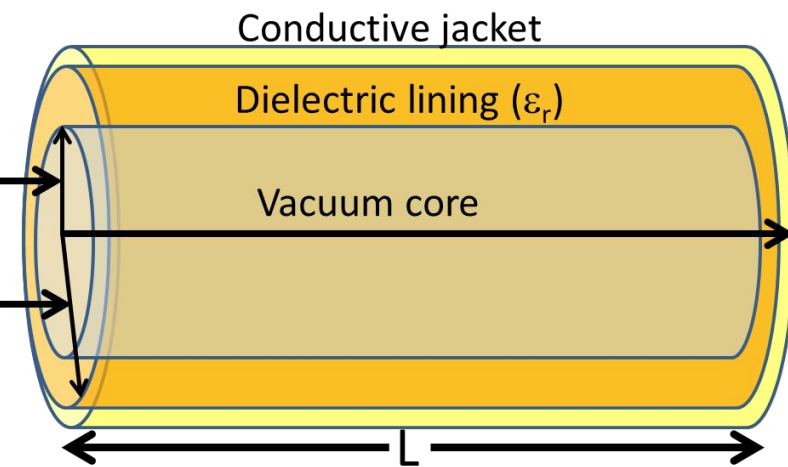 Conductive jacket
Dielectric lining (εr)
Vacuum core
L